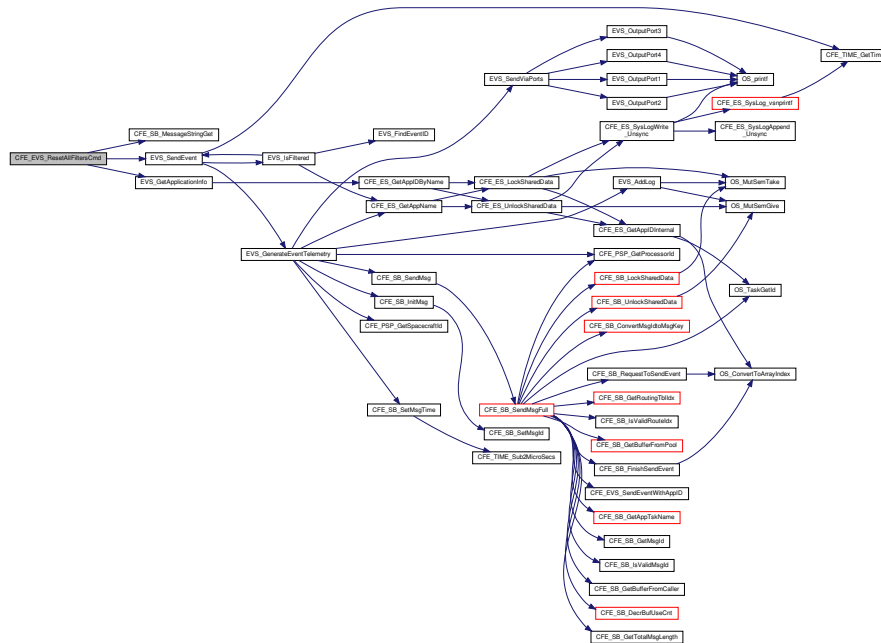 EVS_OutputPort3
EVS_OutputPort4
CFE_TIME_GetTime
EVS_SendViaPorts
EVS_OutputPort1
OS_printf
EVS_OutputPort2
CFE_ES_SysLog_vsnprintf
CFE_SB_MessageStringGet
EVS_FindEventID
CFE_ES_SysLogWrite
_Unsync
CFE_ES_SysLogAppend
_Unsync
CFE_EVS_ResetAllFiltersCmd
EVS_SendEvent
EVS_IsFiltered
EVS_GetApplicationInfo
CFE_ES_GetAppIDByName
CFE_ES_LockSharedData
EVS_AddLog
OS_MutSemTake
CFE_ES_GetAppName
CFE_ES_UnlockSharedData
OS_MutSemGive
CFE_ES_GetAppIDInternal
EVS_GenerateEventTelemetry
CFE_PSP_GetProcessorId
CFE_SB_SendMsg
CFE_SB_LockSharedData
OS_TaskGetId
CFE_SB_InitMsg
CFE_SB_UnlockSharedData
CFE_PSP_GetSpacecraftId
CFE_SB_ConvertMsgIdtoMsgKey
CFE_SB_RequestToSendEvent
OS_ConvertToArrayIndex
CFE_SB_GetRoutingTblIdx
CFE_SB_SetMsgTime
CFE_SB_SendMsgFull
CFE_SB_IsValidRouteIdx
CFE_SB_SetMsgId
CFE_SB_GetBufferFromPool
CFE_TIME_Sub2MicroSecs
CFE_SB_FinishSendEvent
CFE_EVS_SendEventWithAppID
CFE_SB_GetAppTskName
CFE_SB_GetMsgId
CFE_SB_IsValidMsgId
CFE_SB_GetBufferFromCaller
CFE_SB_DecrBufUseCnt
CFE_SB_GetTotalMsgLength